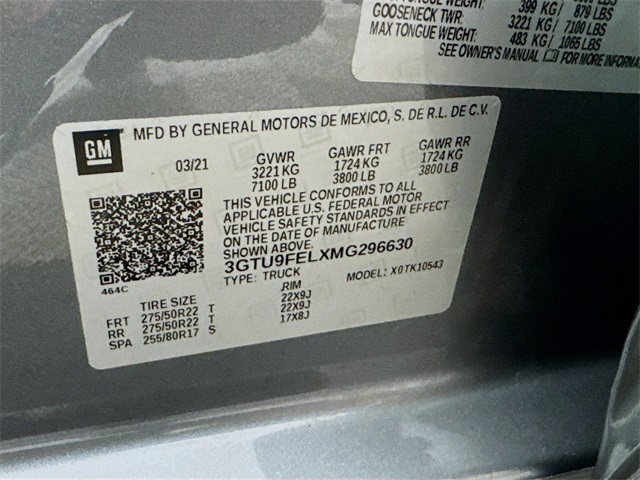 399 KG / 879 LBS
GOOSENECK TWR:
3221 KG / 7100 LBS
MAX TONGUE WEIGHT:
483 KG / 1065 LBS
SEE OWNER'S MANUAL FOR MORE INFORMA
GM
MFD BY GENERAL MOTORS DE MEXICO, S. DE R.L. DE C.V.
03/21 GVWR GAWR FRT GAWR RR
3221 KG 1724 KG 1724 KG
7100 LB 3800 LB 3800 LB
THIS VEHICLE CONFORMS TO ALL
APPLICABLE U.S. FEDERAL MOTOR
VEHICLE SAFETY STANDARDS IN EFFECT
ON THE DATE OF MANUFACTURE
SHOWN ABOVE.
3GTU9FELXMG296630
TYPE: TRUCK MODEL: X0TK10543
464C
TIRE SIZE RIM
FRT 275/50R22 T 22X9J
RR 275/50R22 T 22X9J
SPA 255/80R17 S 17X8J